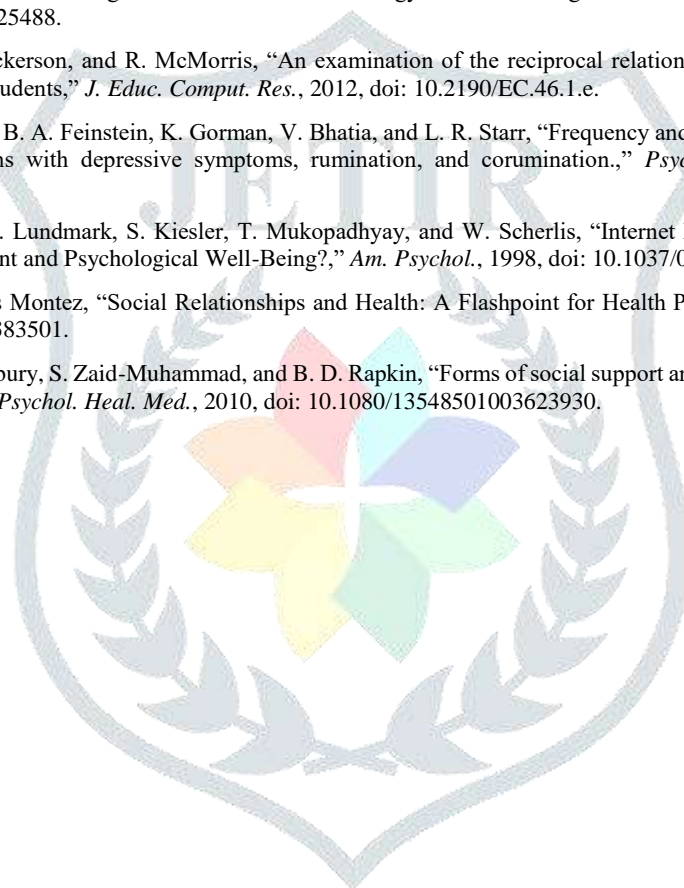 25488.
ckerson, and R. McMorris, “An examination of the reciprocal relation
udents,” J. Educ. Comput. Res., 2012, doi: 10.2190/EC.46.1.e.
B. A. Feinstein, K. Gorman, V. Bhatia, and L. R. Starr, “Frequency and
ns with depressive symptoms, rumination, and corumination.,” Psyc
. Lundmark, S. Kiesler, T. Mukopadhyay, and W. Scherlis, “Internet
nt and Psychological Well-Being?,” Am. Psychol., 1998, doi: 10.1037/0
s Montez, “Social Relationships and Health: A Flashpoint for Health P
383501.
bury, S. Zaid-Muhammad, and B. D. Rapkin, “Forms of social support an
Psychol. Heal. Med., 2010, doi: 10.1080/13548501003623930.
JETIR